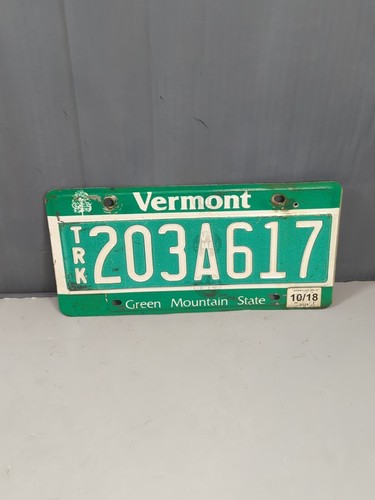 Vermont
TRK 203A617
Green Mountain State
10/18